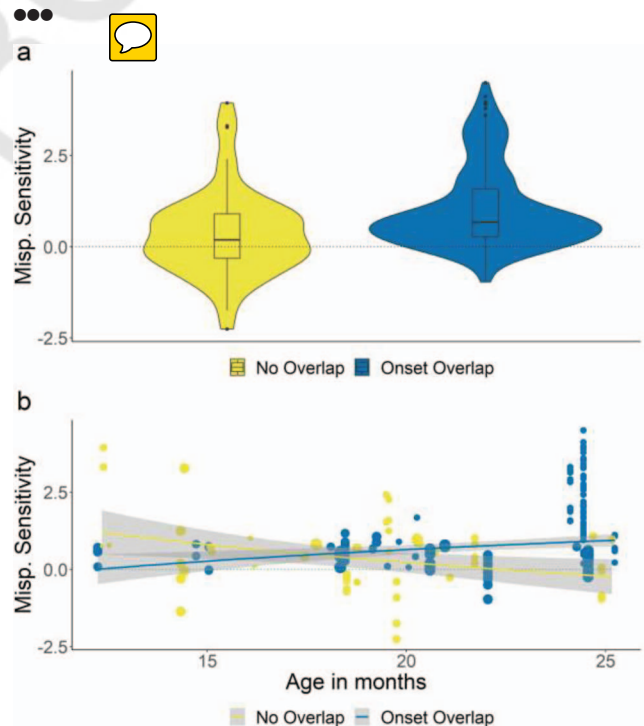 a
Misp. Sensitivity
2.5
0.0
-2.5
No Overlap Onset Overlap
b
Misp. Sensitivity
2.5
0.0
-2.5
15 20 25
Age in months
No Overlap Onset Overlap